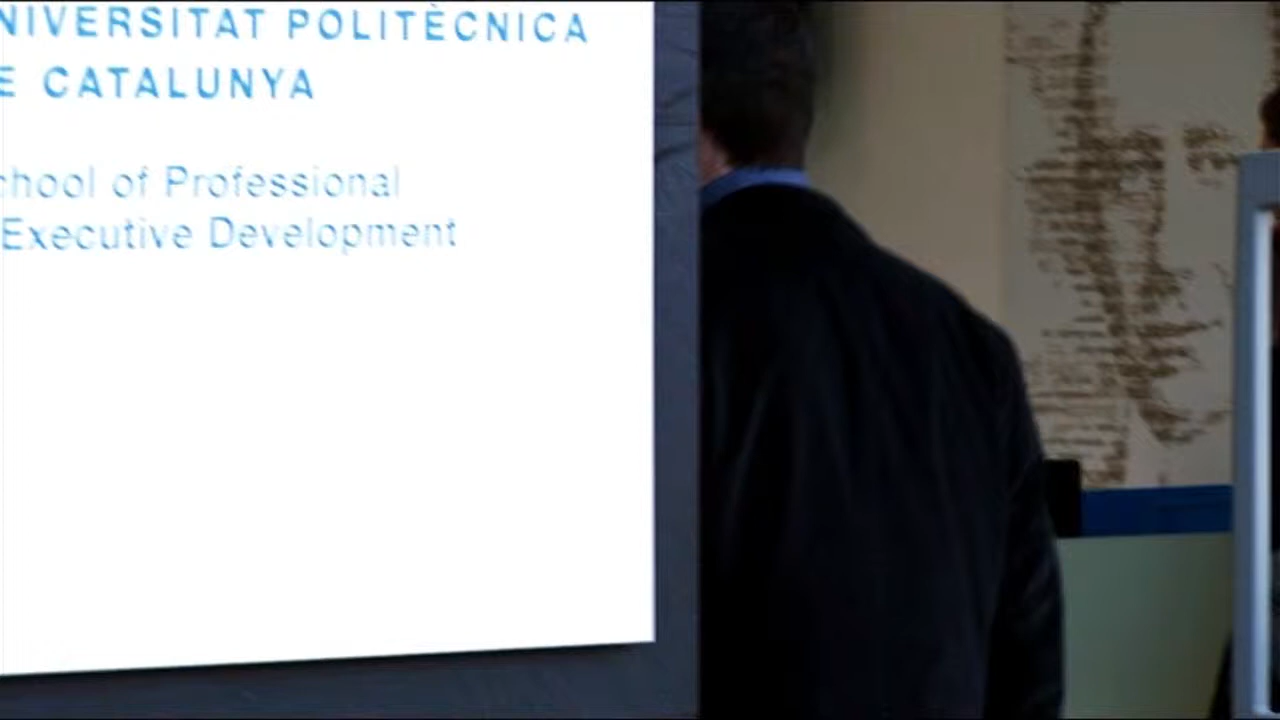 NIVERSITAT POLITÈCNICA
E CATALUNYA
chool of Professional
Executive Development